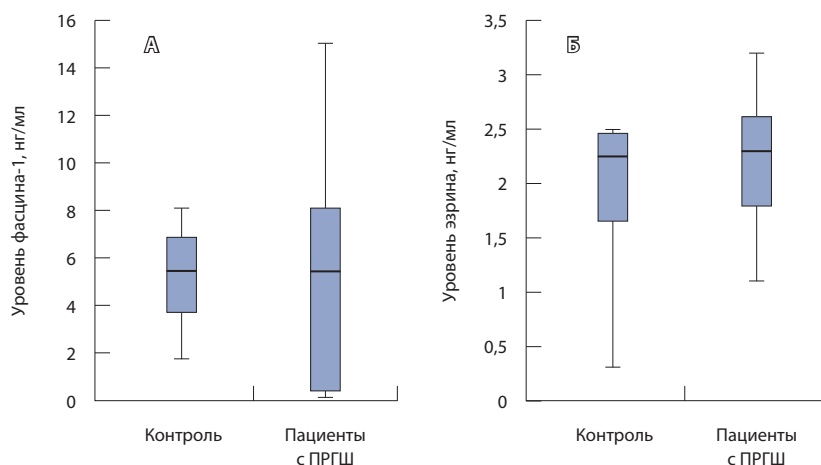 А
Уровень фасцина-1, нг/мл
16
14
12
10
8
6
4
2
0
Контроль
Пациенты
с ПРГШ
Б
Уровень эзрина, нг/мл
3,5
3
2,5
2
1,5
1
0,5
0
Контроль
Пациенты
с ПРГШ